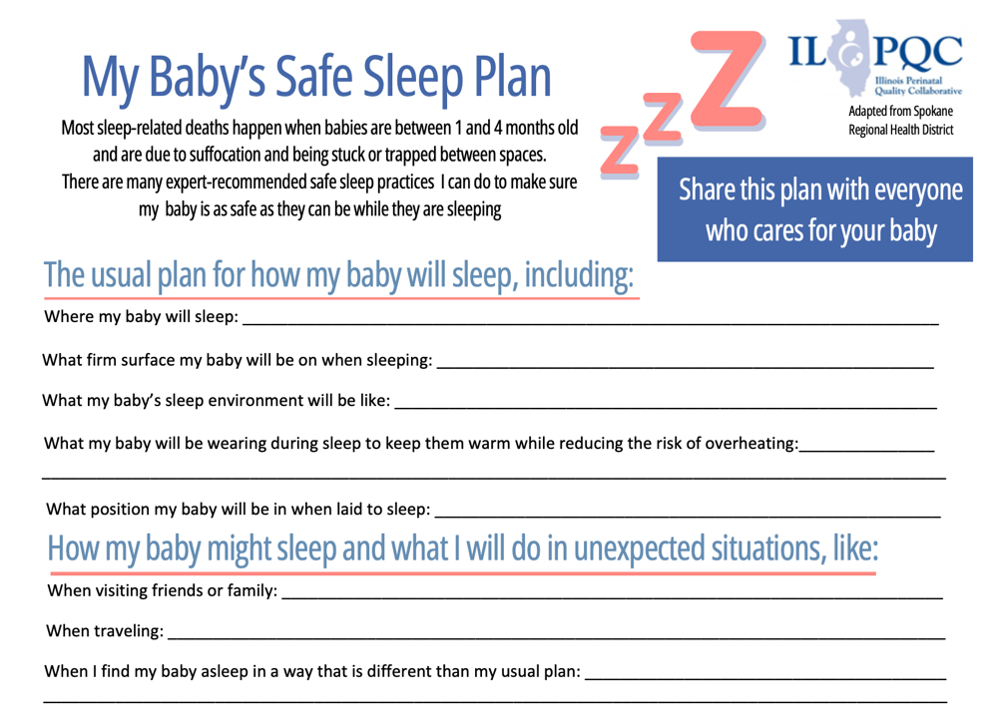 My Baby's Safe Sleep Plan
Most sleep-related deaths happen when babies are between 1 and 4 months old
and are due to suffocation and being stuck or trapped between spaces.
There are many expert-recommended safe sleep practices I can do to make sure
my baby is as safe as they can be while they are sleeping
z z Z
IL PQC
Illinois Perinatal
Quality Collaborative
Adapted from Spokane
Regional Health District
Share this plan with everyone
who cares for your baby
The usual plan for how my baby will sleep, including:
Where my baby will sleep:
What firm surface my baby will be on when sleeping:
What my baby's sleep environment will be like:
What my baby will be wearing during sleep to keep them warm while reducing the risk of overheating:
What position my baby will be in when laid to sleep:
How my baby might sleep and what I will do in unexpected situations, like:
When visiting friends or family:
When traveling:
When I find my baby asleep in a way that is different than my usual plan: